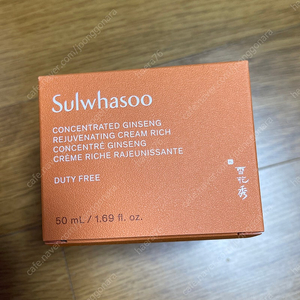 Sulwhasoo
CONCENTRATED GINSENG
REJUVENATING CREAM RICH
CONCENTRÉ GINSENG
CRÈME RICHE RAJEUNISSANTE
DUTY FREE
雪花秀
50 mL / 1.69 fl. oz.